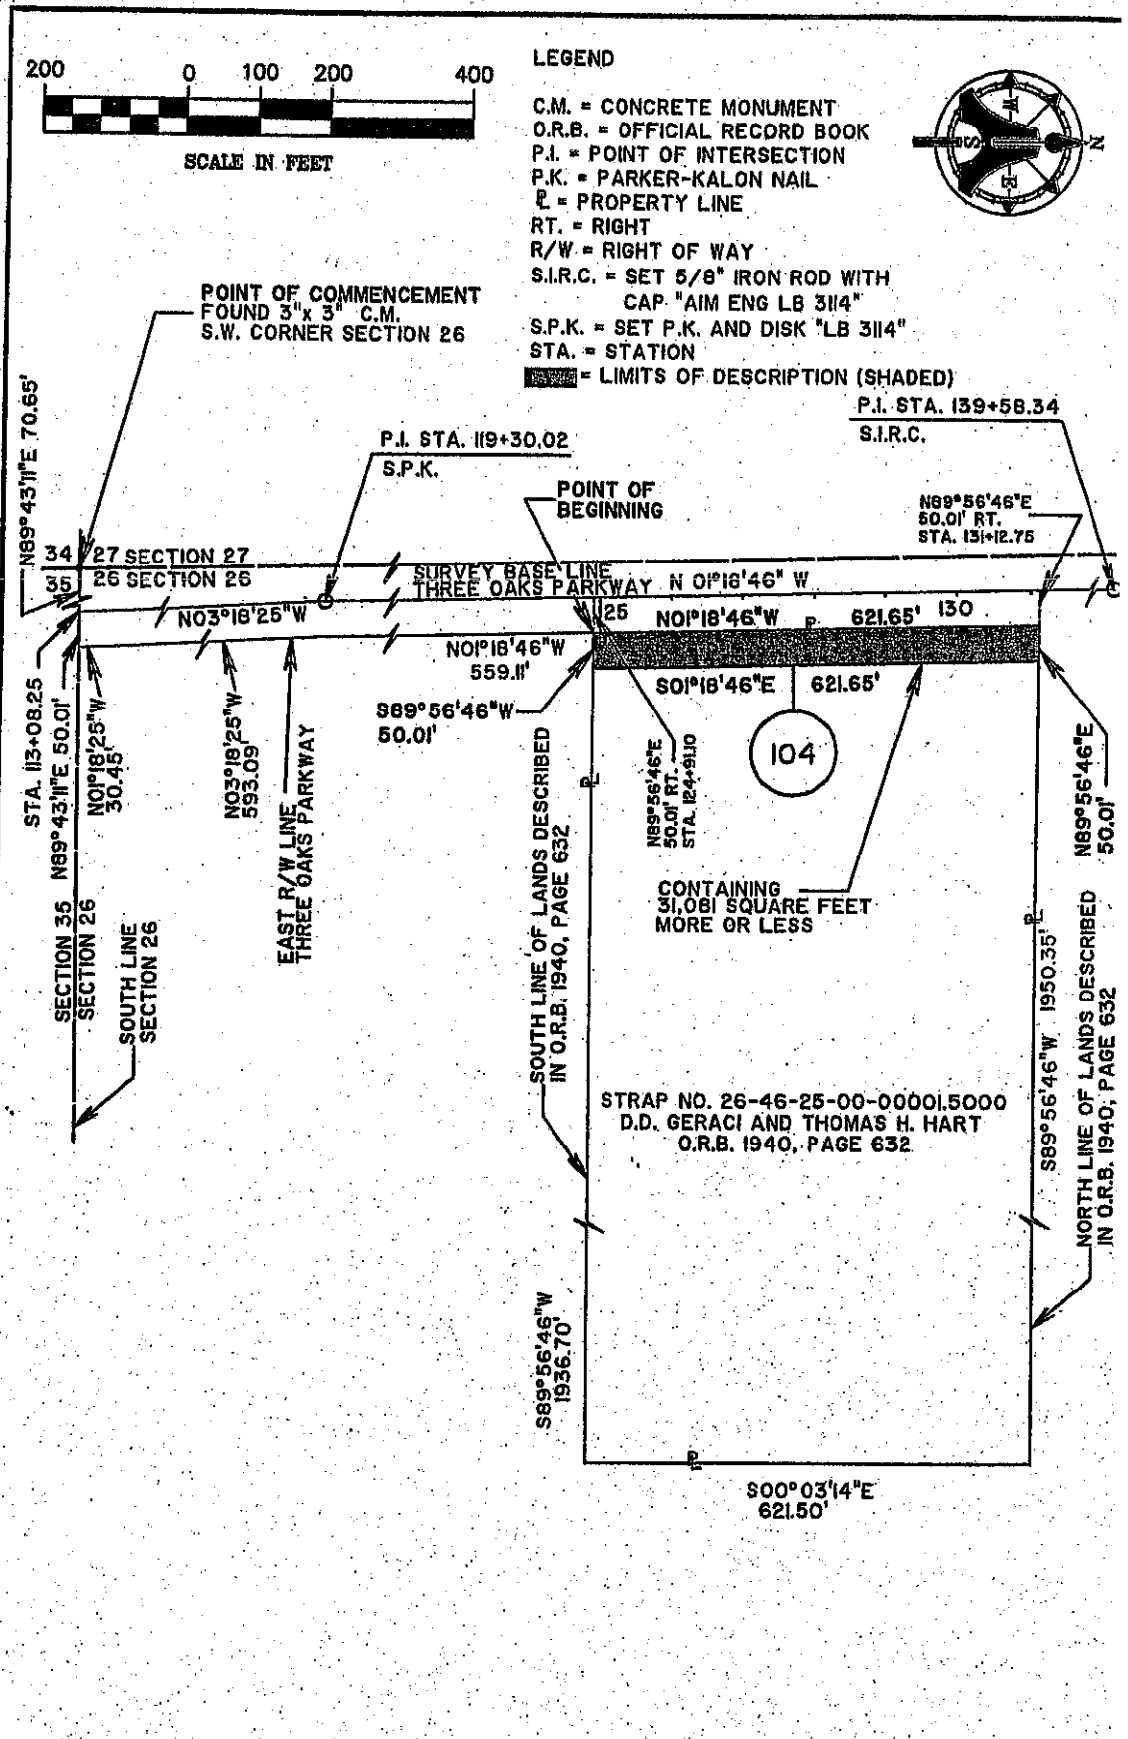 200 0 100 200 400
SCALE IN FEET
LEGEND
C.M. = CONCRETE MONUMENT
O.R.B. = OFFICIAL RECORD BOOK
P.I. = POINT OF INTERSECTION
P.K. = PARKER-KALON NAIL
PL = PROPERTY LINE
RT. = RIGHT
R/W = RIGHT OF WAY
S.I.R.C. = SET 5/8" IRON ROD WITH
CAP "AIM ENG LB 3114"
S.P.K. = SET P.K. AND DISK "LB 3114"
STA. = STATION
= LIMITS OF DESCRIPTION (SHADED)
W
S
N
E
POINT OF COMMENCEMENT
FOUND 3"x 3" C.M.
S.W. CORNER SECTION 26
P.I. STA. 119+30.02
S.P.K.
P.I. STA. 139+58.34
S.I.R.C.
POINT OF
BEGINNING
N89°56'46"E
50.01' RT.
STA. 131+12.75
N89°43'11"E 70.65'
34 27 SECTION 27
35 26 SECTION 26
SURVEY BASE LINE
THREE OAKS PARKWAY N 01°18'46" W
N03°18'25"W
125
N01°18'46"W
PL
621.65'
130
N01°18'46"W
559.11'
S01°18'46"E 621.65'
S89°56'46"W
50.01'
104
STA. 113+08.25
N89°43'11"E 50.01'
N01°18'25"W
30.45'
N03°18'25"W
593.09'
EAST R/W LINE
THREE OAKS PARKWAY
N89°56'46"E
50.01' RT.
STA. 124+91.10
N89°56'46"E
50.01'
CONTAINING
31,081 SQUARE FEET
MORE OR LESS
SECTION 35
SECTION 26
SOUTH LINE
SECTION 26
SOUTH LINE OF LANDS DESCRIBED
IN O.R.B. 1940, PAGE 632
PL
PL
S89°56'46"W 1950.35'
NORTH LINE OF LANDS DESCRIBED
IN O.R.B. 1940, PAGE 632
STRAP NO. 26-46-25-00-00001.5000
D.D. GERACI AND THOMAS H. HART
O.R.B. 1940, PAGE 632
S89°56'46"W
1936.70'
PL
S00°03'14"E
621.50'